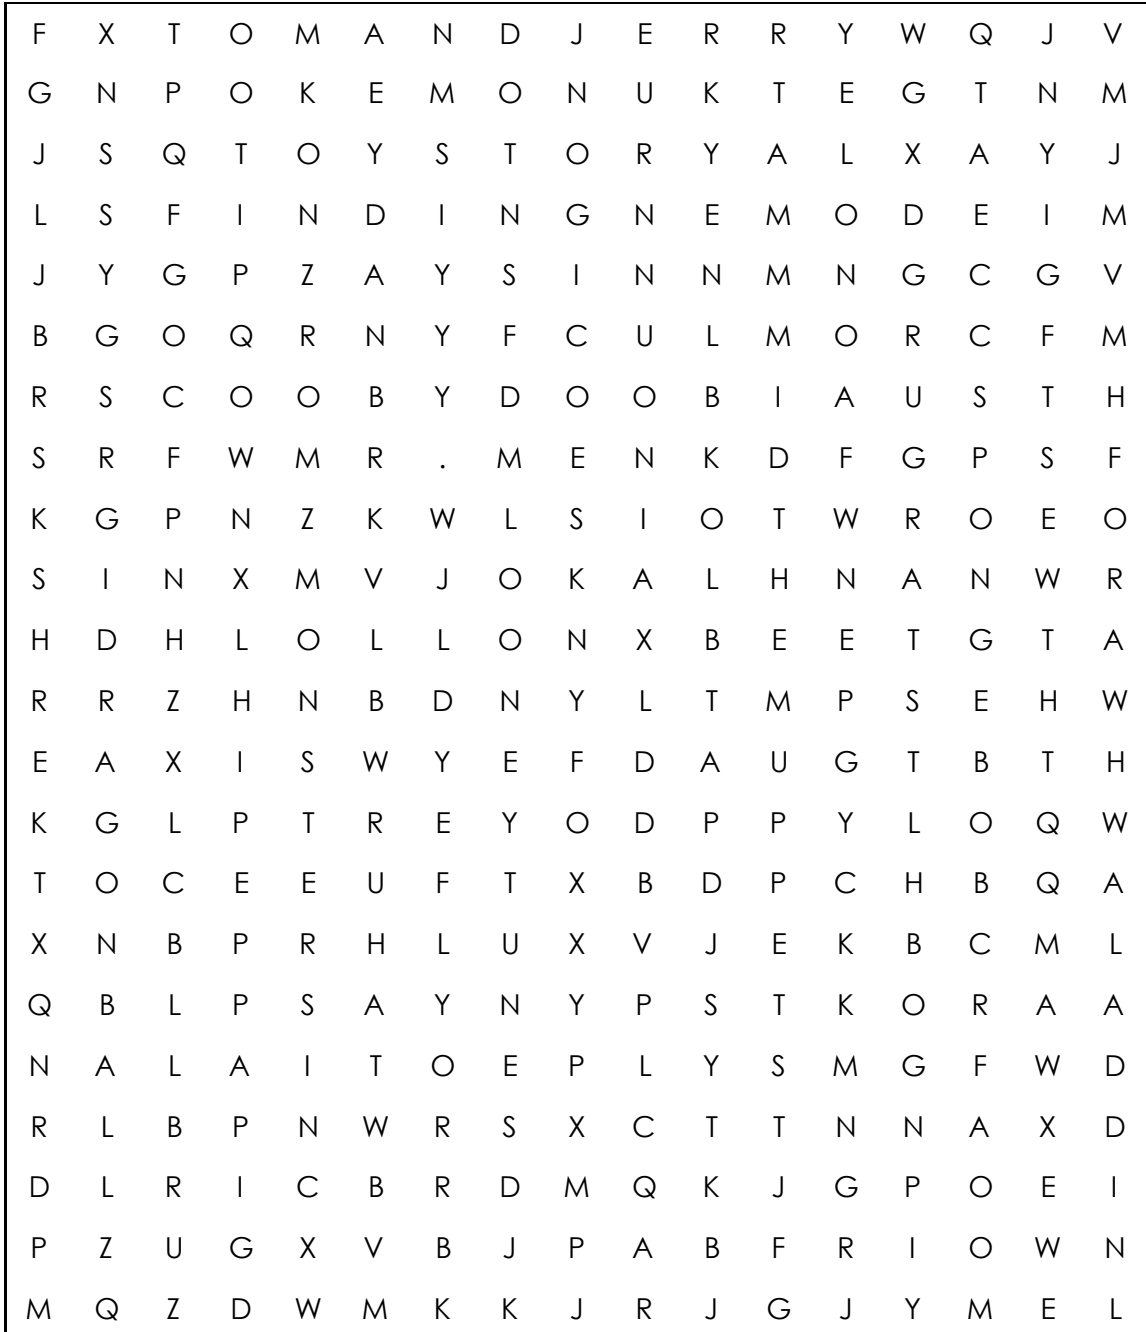 F X T O M A N D J E R R Y W Q J V
G N P O K E M O N U K T E G T N M
J S Q T O Y S T O R Y A L X A Y J
L S F I N D I N G N E M O D E I M
J Y G P Z A Y S I N N M N G C G V
B G O Q R N Y F C U L M O R C F M
R S C O O B Y D O O B I A U S T H
S R F W M R . M E N K D F G P S F
K G P N Z K W L S I O T W R O E O
S I N X M V J O K A L H N A N W R
H D H L O L L O N X B E E T G T A
R R Z H N B D N Y L T M P S E H W
E A X I S W Y E F D A U G T B T H
K G L P T R E Y O D P P Y L O Q W
T O C E E U F T X B D P C H B Q A
X N B P R H L U X V J E K B C M L
Q B L P S A Y N Y P S T K O R A A
N A L A I T O E P L Y S M G F W D
R L B P N W R S X C T T N N A X D
D L R I C B R D M Q K J G P O E I
P Z U G X V B J P A B F R I O W N
M Q Z D W M K K J R J G J Y M E L